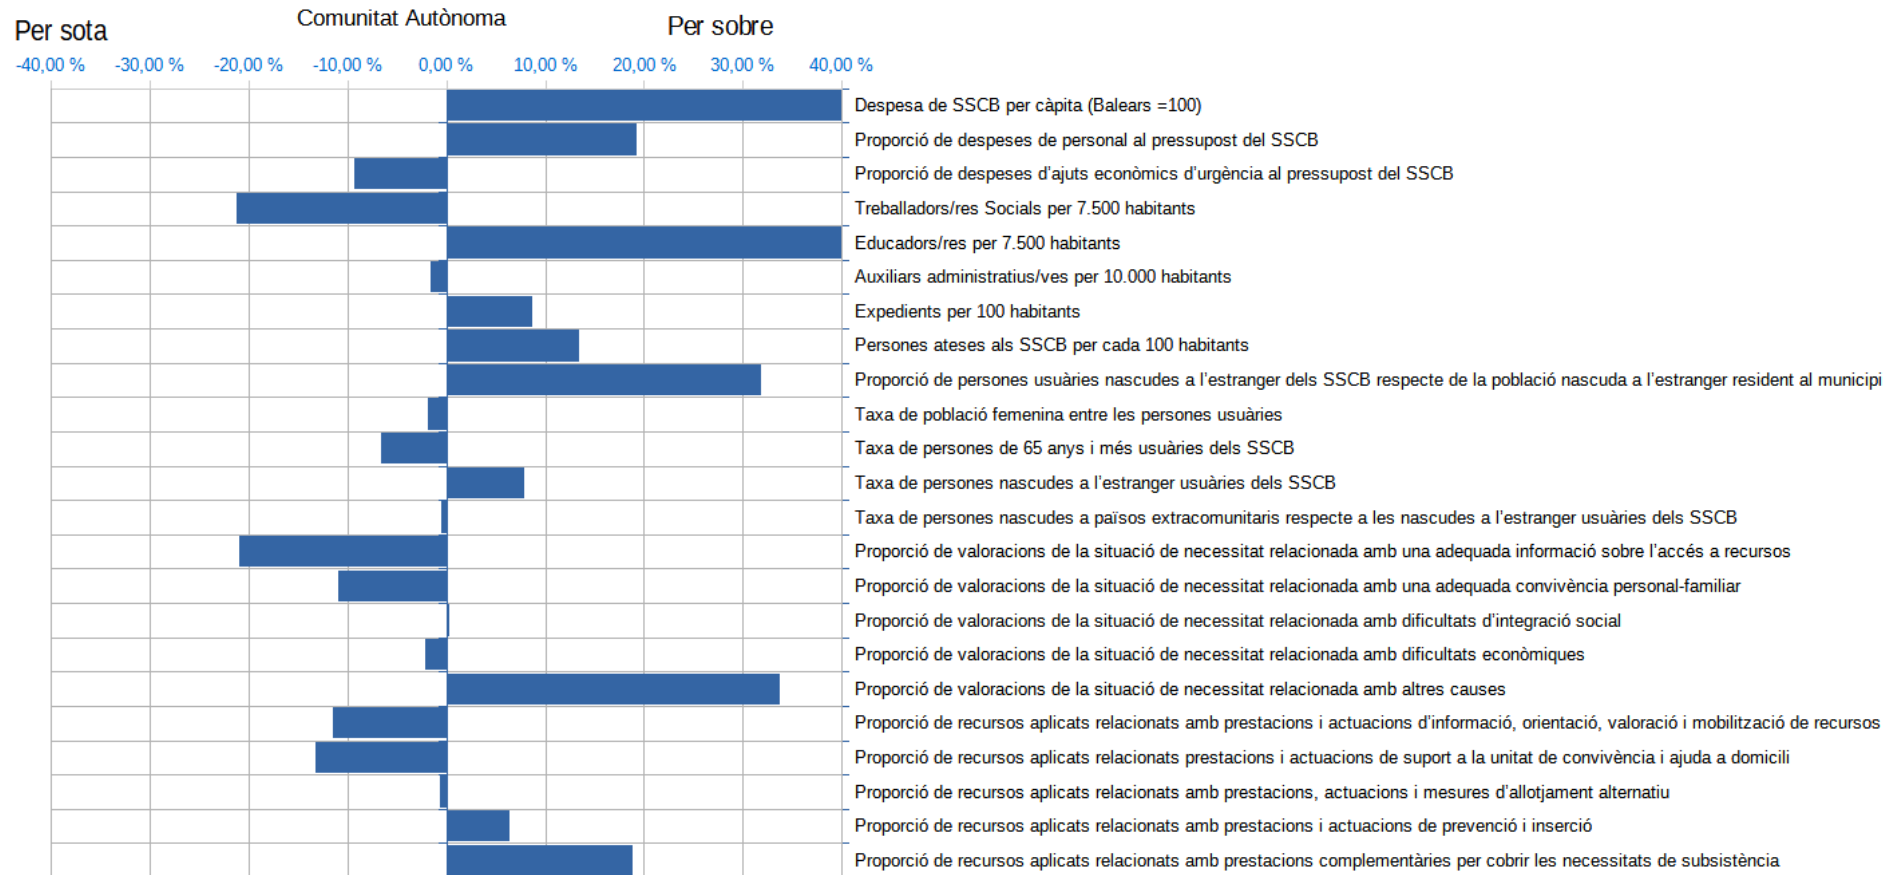 Comunitat Autònoma
Per sota
Per sobre
-40,00 % -30,00 % -20,00 % -10,00 % 0,00 % 10,00 % 20,00 % 30,00 % 40,00 %
Despesa de SSCB per càpita (Balears =100)
Proporció de despeses de personal al pressupost del SSCB
Proporció de despeses d’ajuts econòmics d’urgència al pressupost del SSCB
Treballadors/res Socials per 7.500 habitants
Educadors/res per 7.500 habitants
Auxiliars administratius/ves per 10.000 habitants
Expedients per 100 habitants
Persones ateses als SSCB per cada 100 habitants
Proporció de persones usuàries nascudes a l’estranger dels SSCB respecte de la població nascuda a l’estranger resident al municipi
Taxa de població femenina entre les persones usuàries
Taxa de persones de 65 anys i més usuàries dels SSCB
Taxa de persones nascudes a l’estranger usuàries dels SSCB
Taxa de persones nascudes a països extracomunitaris respecte a les nascudes a l’estranger usuàries dels SSCB
Proporció de valoracions de la situació de necessitat relacionada amb una adequada informació sobre l’accés a recursos
Proporció de valoracions de la situació de necessitat relacionada amb una adequada convivència personal-familiar
Proporció de valoracions de la situació de necessitat relacionada amb dificultats d’integració social
Proporció de valoracions de la situació de necessitat relacionada amb dificultats econòmiques
Proporció de valoracions de la situació de necessitat relacionada amb altres causes
Proporció de recursos aplicats relacionats amb prestacions i actuacions d’informació, orientació, valoració i mobilització de recursos
Proporció de recursos aplicats relacionats prestacions i actuacions de suport a la unitat de convivència i ajuda a domicili
Proporció de recursos aplicats relacionats amb prestacions, actuacions i mesures d’allotjament alternatiu
Proporció de recursos aplicats relacionats amb prestacions i actuacions de prevenció i inserció
Proporció de recursos aplicats relacionats amb prestacions complementàries per cobrir les necessitats de subsistència